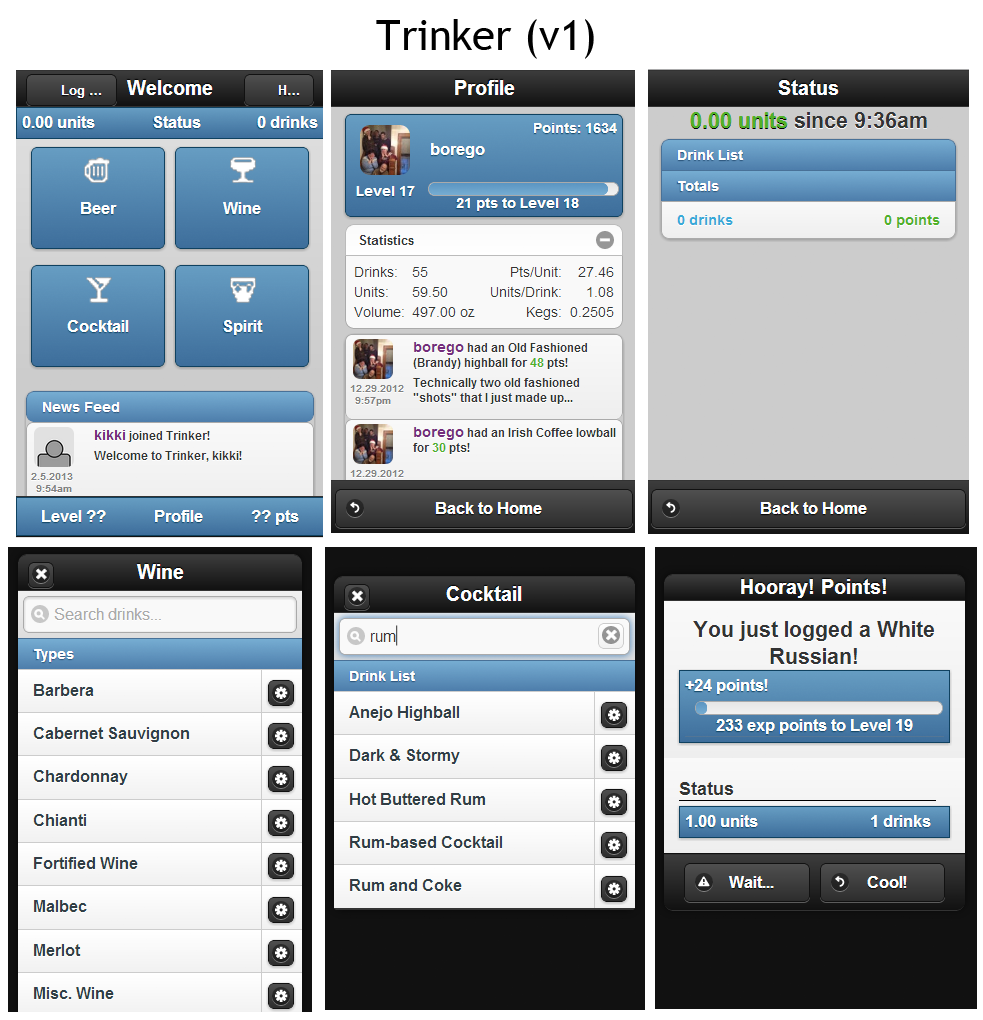 Trinker (v1)
Log ...
Welcome
H...
0.00 units
Status
0 drinks
Beer
Wine
Cocktail
Spirit
News Feed
kikki joined Trinker!
Welcome to Trinker, kikki!
2.5.2013
9:54am
Level ??
Profile
?? pts
Profile
Points: 1634
borego
Level 17
21 pts to Level 18
Statistics
Drinks: 55 Pts/Unit: 27.46
Units: 59.50 Units/Drink: 1.08
Volume: 497.00 oz Kegs: 0.2505
borego had an Old Fashioned
(Brandy) highball for 48 pts!
Technically two old fashioned
"shots" that I just made up...
12.29.2012
9:57pm
borego had an Irish Coffee lowball
for 30 pts!
12.29.2012
Back to Home
Status
0.00 units since 9:36am
Drink List
Totals
0 drinks
0 points
Back to Home
Wine
Search drinks...
Types
Barbera
Cabernet Sauvignon
Chardonnay
Chianti
Fortified Wine
Malbec
Merlot
Misc. Wine
Cocktail
rum
Drink List
Anejo Highball
Dark & Stormy
Hot Buttered Rum
Rum-based Cocktail
Rum and Coke
Hooray! Points!
You just logged a White
Russian!
+24 points!
233 exp points to Level 19
Status
1.00 units
1 drinks
Wait...
Cool!